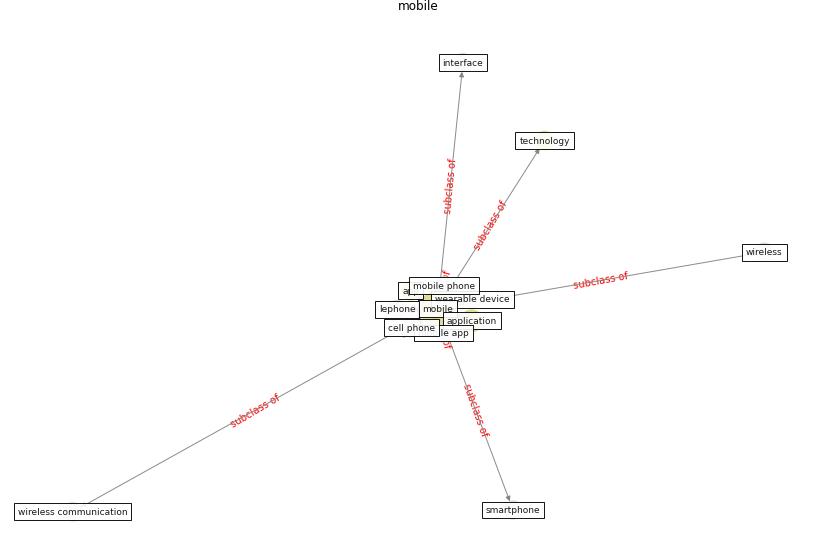 mobile
interface
technology
subclass of
subclass of
wireless
subclass of
mobile phone
wearable device
lephone
mobile
application
cell phone
le app
subclass of
subclass of
wireless communication
smartphone